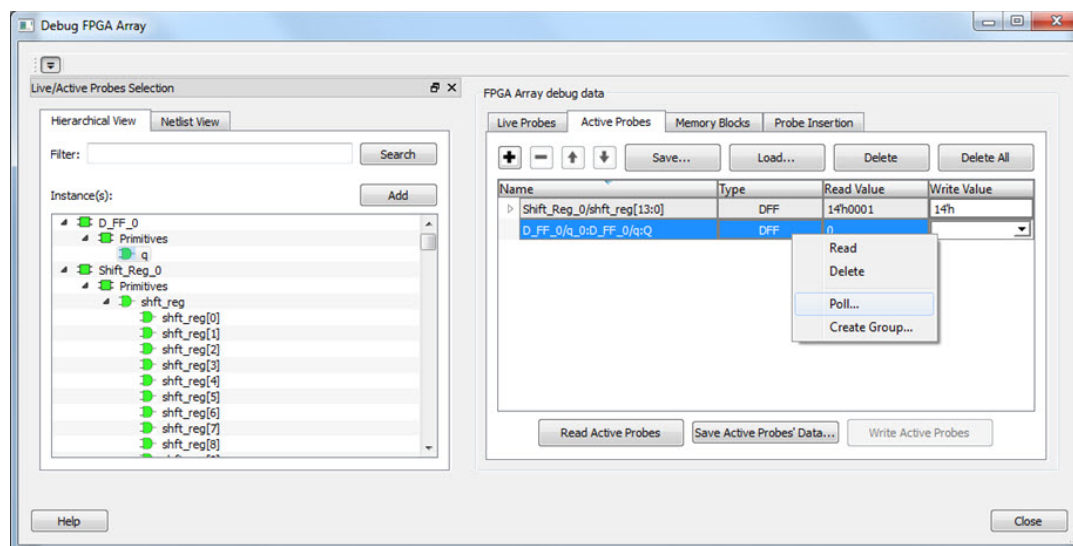 Debug FPGA Array
Live/Active Probes Selection
Hierarchical View Netlist View
Filter: Search
Instance(s): Add
D_FF_0
Primitives
q
Shift_Reg_0
Primitives
shft_reg
shft_reg[0]
shft_reg[1]
shft_reg[2]
shft_reg[3]
shft_reg[4]
shft_reg[5]
shft_reg[6]
shft_reg[7]
shft_reg[8]
FPGA Array debug data
Live Probes Active Probes Memory Blocks Probe Insertion
Save... Load... Delete Delete All
Name Type Read Value Write Value
Shift_Reg_0/shft_reg[13:0] DFF 14'h0001 14'h
D_FF_0/q_0:D_FF_0/q:Q DFF 0
Read
Delete
Poll...
Create Group...
Read Active Probes Save Active Probes' Data... Write Active Probes
Help Close